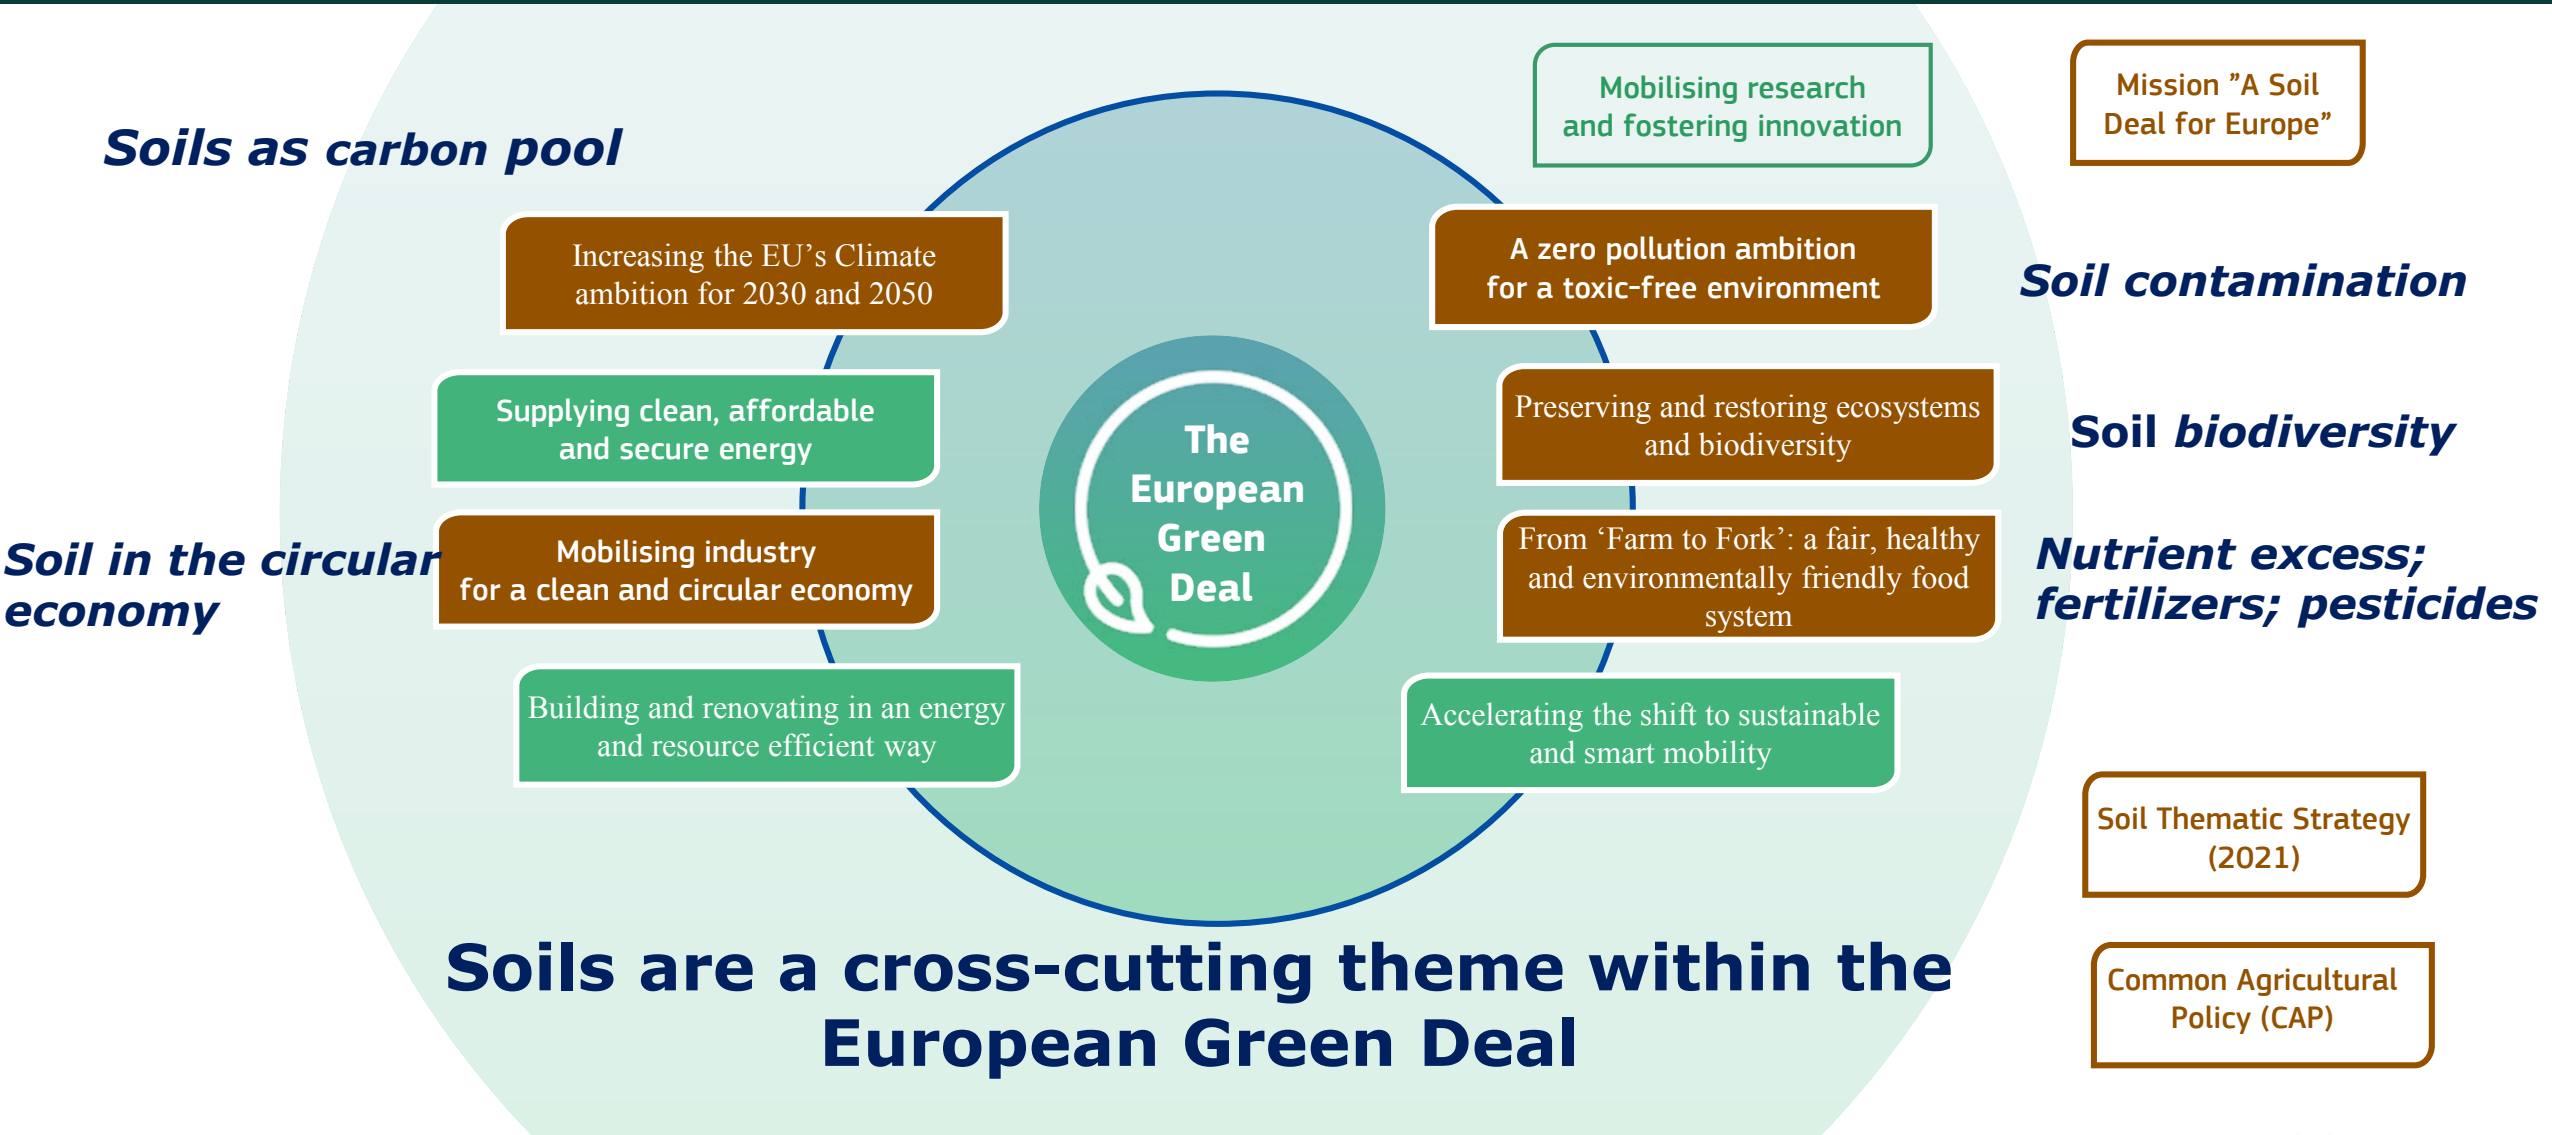 Mobilising research
and fostering innovation
Mission ”A Soil
Deal for Europe”
Soils as carbon pool
Increasing the EU’s Climate
ambition for 2030 and 2050
A zero pollution ambition
for a toxic-free environment
Soil contamination
Supplying clean, affordable
and secure energy
The
European
Green
Deal
Preserving and restoring ecosystems
and biodiversity
Soil biodiversity
Soil in the circular
economy
Mobilising industry
for a clean and circular economy
From ‘Farm to Fork’: a fair, healthy
and environmentally friendly food
system
Nutrient excess;
fertilizers; pesticides
Building and renovating in an energy
and resource efficient way
Accelerating the shift to sustainable
and smart mobility
Soil Thematic Strategy
(2021)
Soils are a cross-cutting theme within the
European Green Deal
Common Agricultural
Policy (CAP)